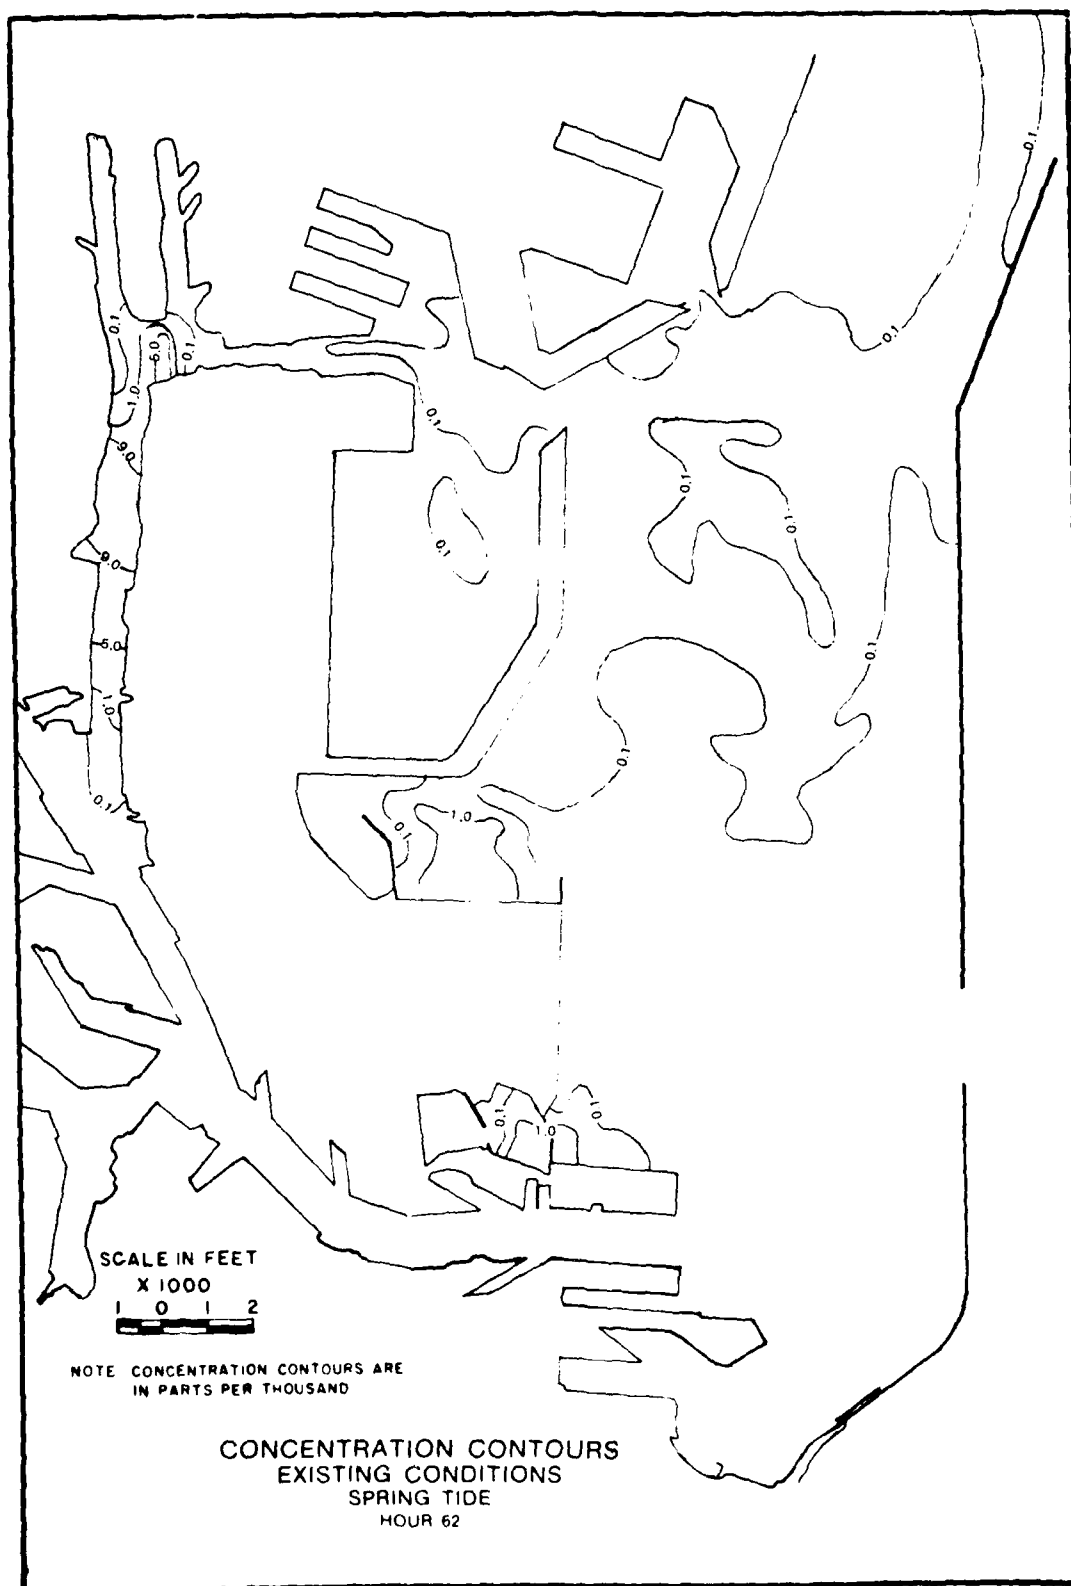 0.1
0.1
0.1
5.0
0.1
1.0
0.1
9.0
0.1
0.1
0.1
9.0
5.0
0.1
1.0
0.1
0.1
1.0
0.1
0.1
0.1
1.0
SCALE IN FEET
X 1000
1 0 1 2
NOTE CONCENTRATION CONTOURS ARE
IN PARTS PER THOUSAND
CONCENTRATION CONTOURS
EXISTING CONDITIONS
SPRING TIDE
HOUR 62